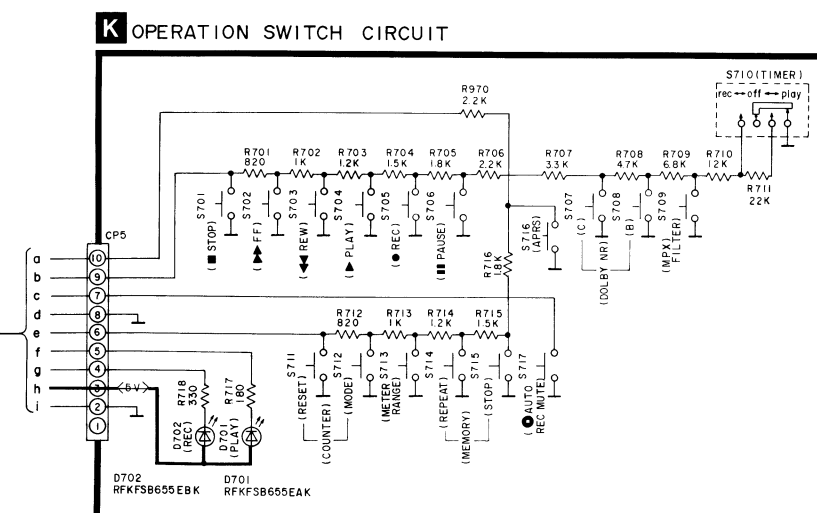 K OPERATION SWITCH CIRCUIT
S710(TIMER)
rec ↔ off ↔ play
R970
2.2K
R701
820
R702
1K
R703
1.2K
R704
1.5K
R705
1.8K
R706
2.2K
R707
3.3K
R708
4.7K
R709
6.8K
R710
12K
R711
22K
S701
(■ STOP)
S702
(▶▶ FF)
S703
(◀◀ REW)
S704
(▶ PLAY)
S705
(● REC)
S706
(▮▮ PAUSE)
S716
(APRS)
S707
(C)
S708
(B)
(DOLBY NR)
S709
(MPX)
FILTER)
R716
1.8K
CP5
a 10
b 9
c 7
d 8
e 6
f 5
g 4
h 3 (5V)
i 2
1
R712
820
R713
1K
R714
1.2K
R715
1.5K
S711
(RESET)
S712
(MODE)
(COUNTER)
S713
(METER
RANGE)
S714
(REPEAT)
S715
(STOP)
(MEMORY)
S717
(AUTO
REC MUTE)
R718
330
R717
180
D702
(REC)
D701
(PLAY)
D702
RFKFSB655EBK
D701
RFKFSB655EAK